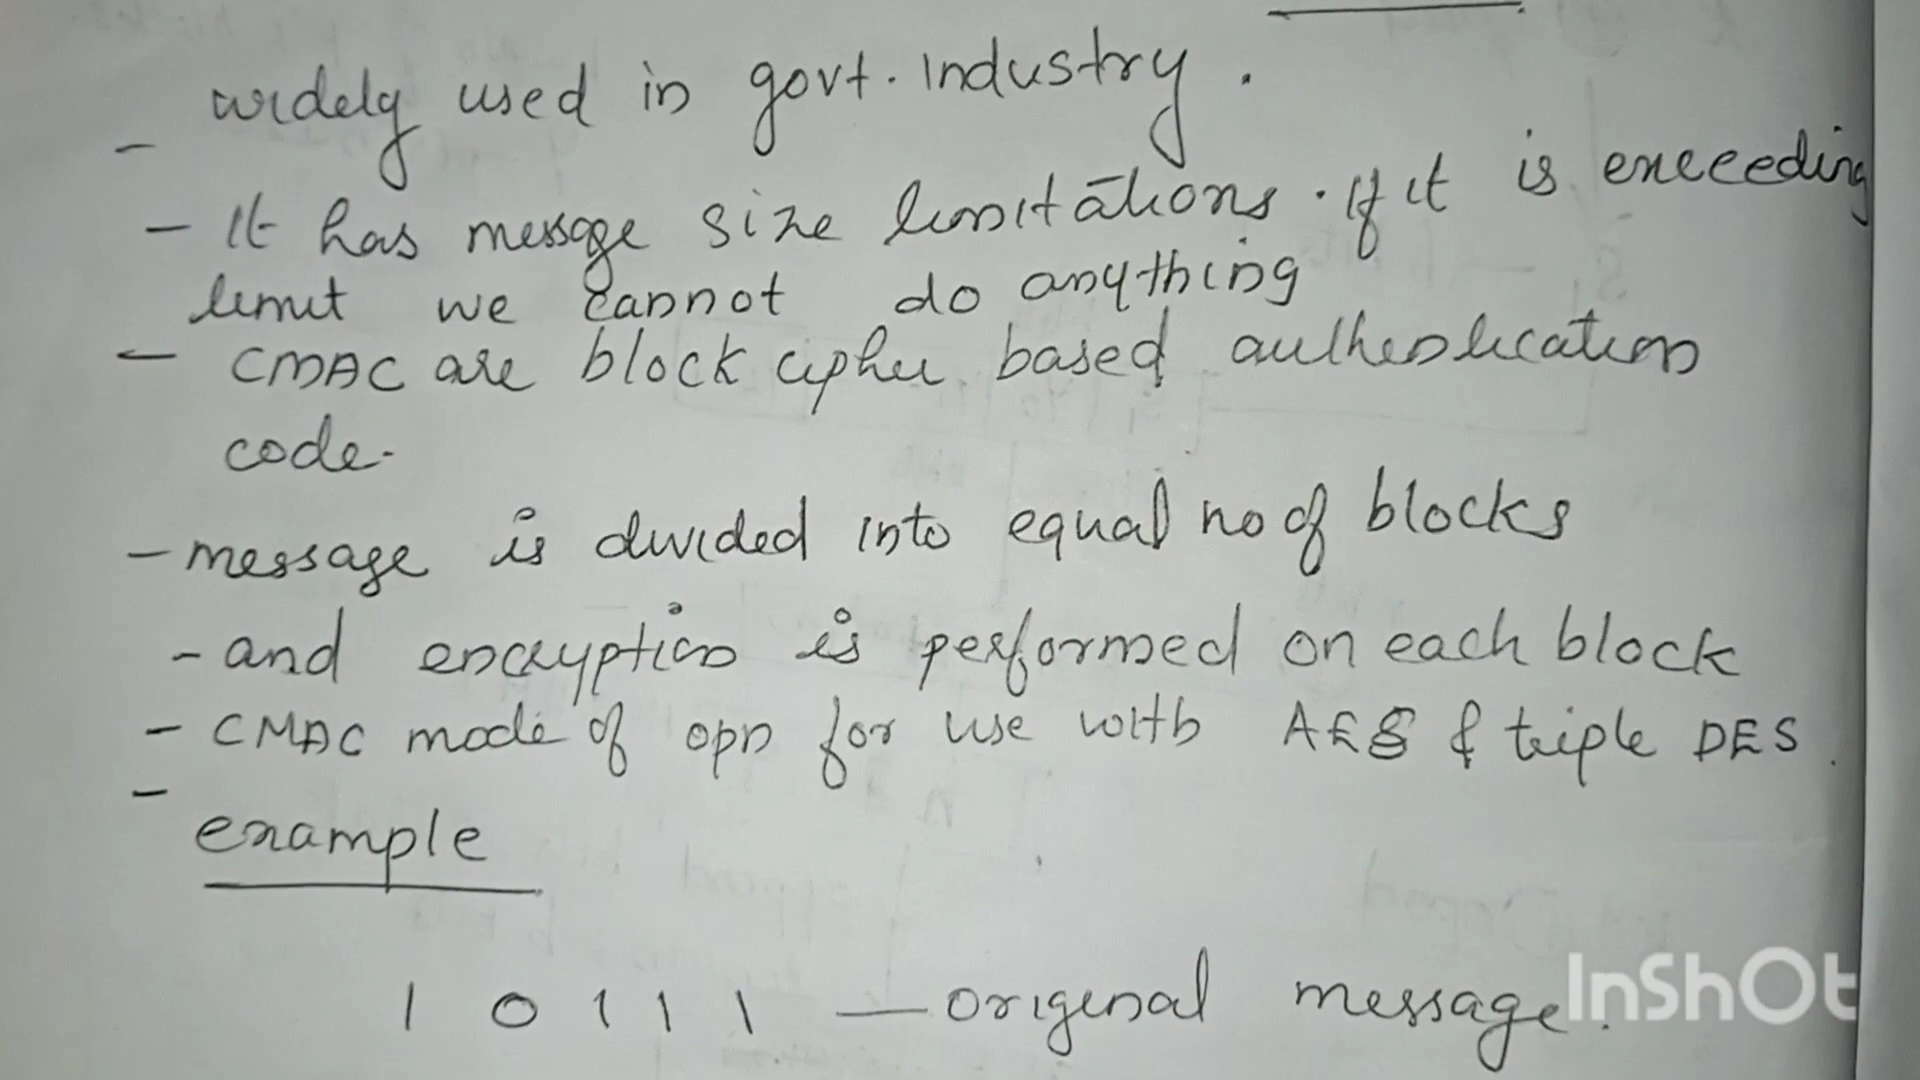 widely used in govt. industry.
- It has message size limitations. If it is exceeding
limit we cannot do anything
- CMAC are block cipher based authentication
code.
- message is divided into equal no of blocks
- and encryption is performed on each block
- CMAC mode of opn for use with AES & triple DES.
- example
1 0 1 1 1 — original message.
InShOt